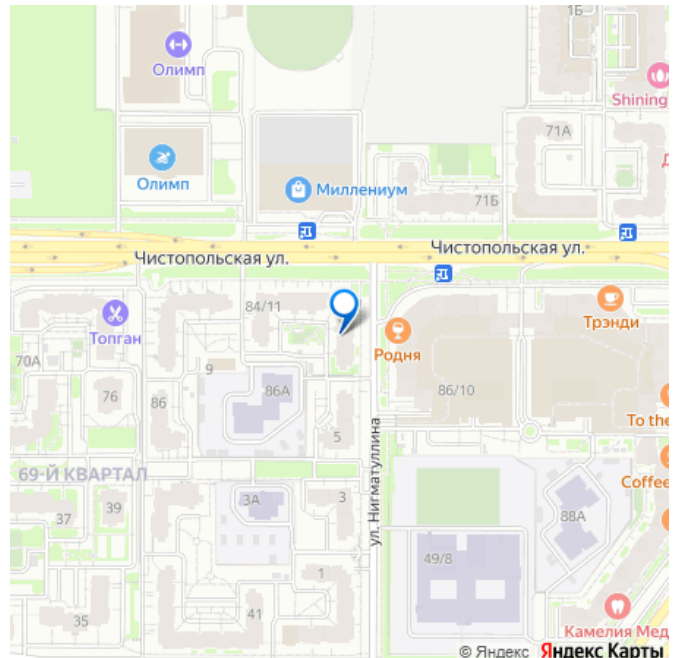 1Б
Олимп
Shining
71А
Олимп
Миллениум
71Б
Чистопольская ул.
Чистопольская ул.
84/11
Трэнди
Топган
Родня
70А
9
76
86
86А
86/10
To the
5
69-Й КВАРТАЛ
ул. Нигматуллина
Coffee
37
39
3А
3
88А
49/8
1
35
41
Камелия Мед
© Яндекс Яндекс Карты